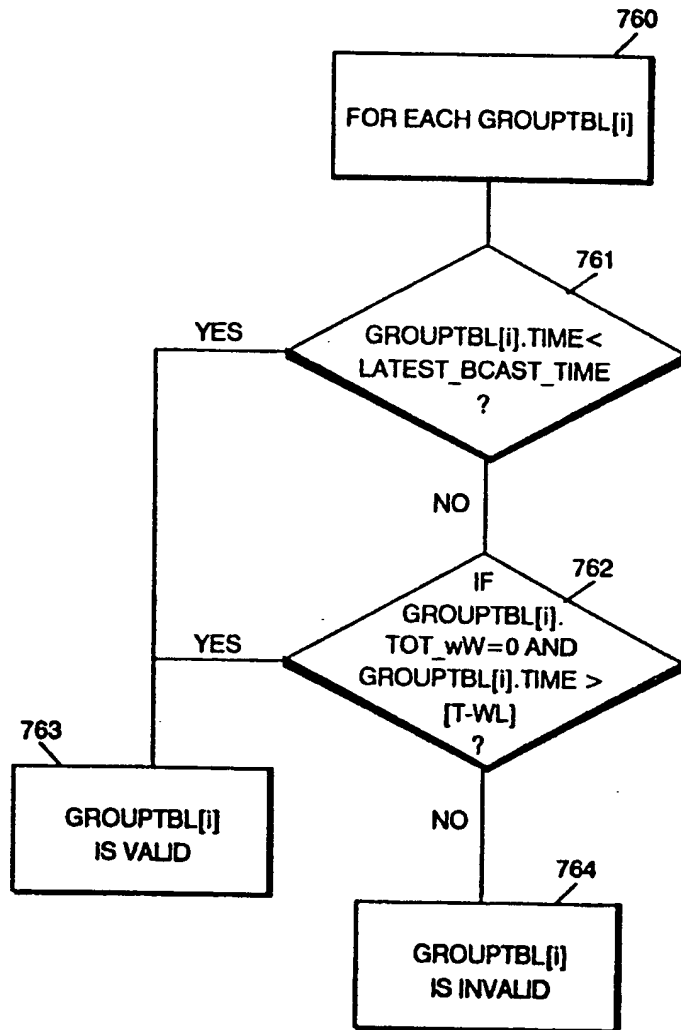 760
FOR EACH GROUPTBL[i]
761
YES
GROUPTBL[i].TIME<
LATEST_BCAST_TIME
?
NO
762
IF
GROUPTBL[i].
TOT_wW=0 AND
GROUPTBL[i].TIME >
[T-WL]
?
YES
763
GROUPTBL[i]
IS VALID
NO
764
GROUPTBL[i]
IS INVALID